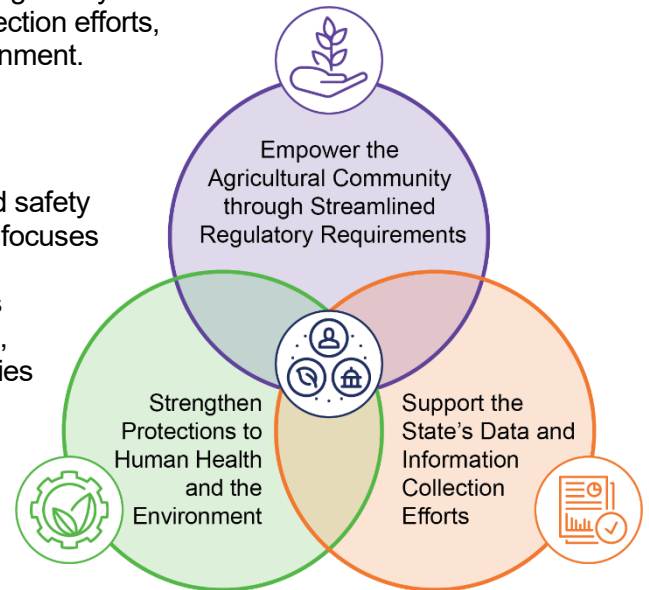 ection efforts,
nment.
d safety
focuses
Empower the
Agricultural Community
through Streamlined
Regulatory Requirements
Strengthen
Protections to
Human Health
and the
Environment
Support the
State's Data and
Information
Collection
Efforts